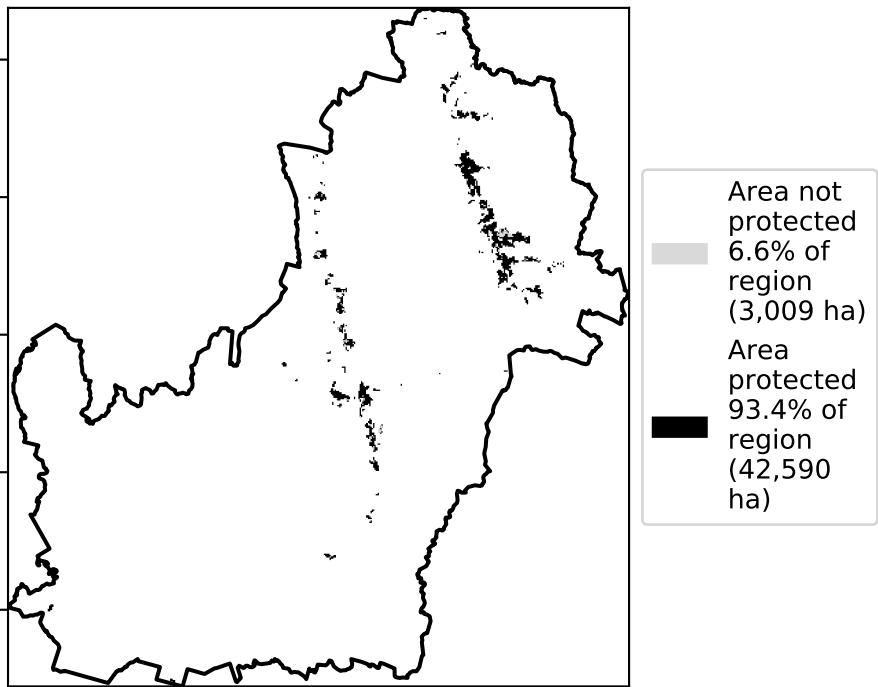 Area not
protected
6.6% of
region
(3,009 ha)
Area
protected
93.4% of
region
(42,590
ha)